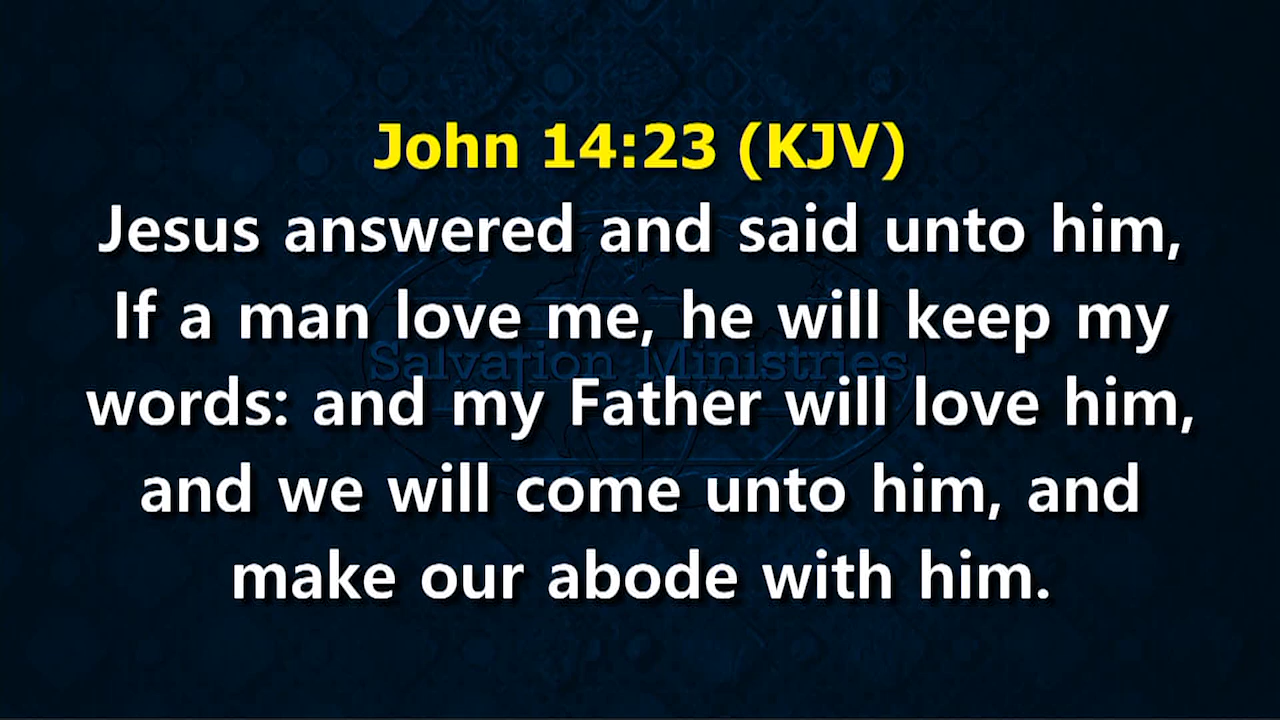 John 14:23 (KJV)
Jesus answered and said unto him,
If a man love me, he will keep my
Salvation Ministries
words: and my Father will love him,
and we will come unto him, and
make our abode with him.